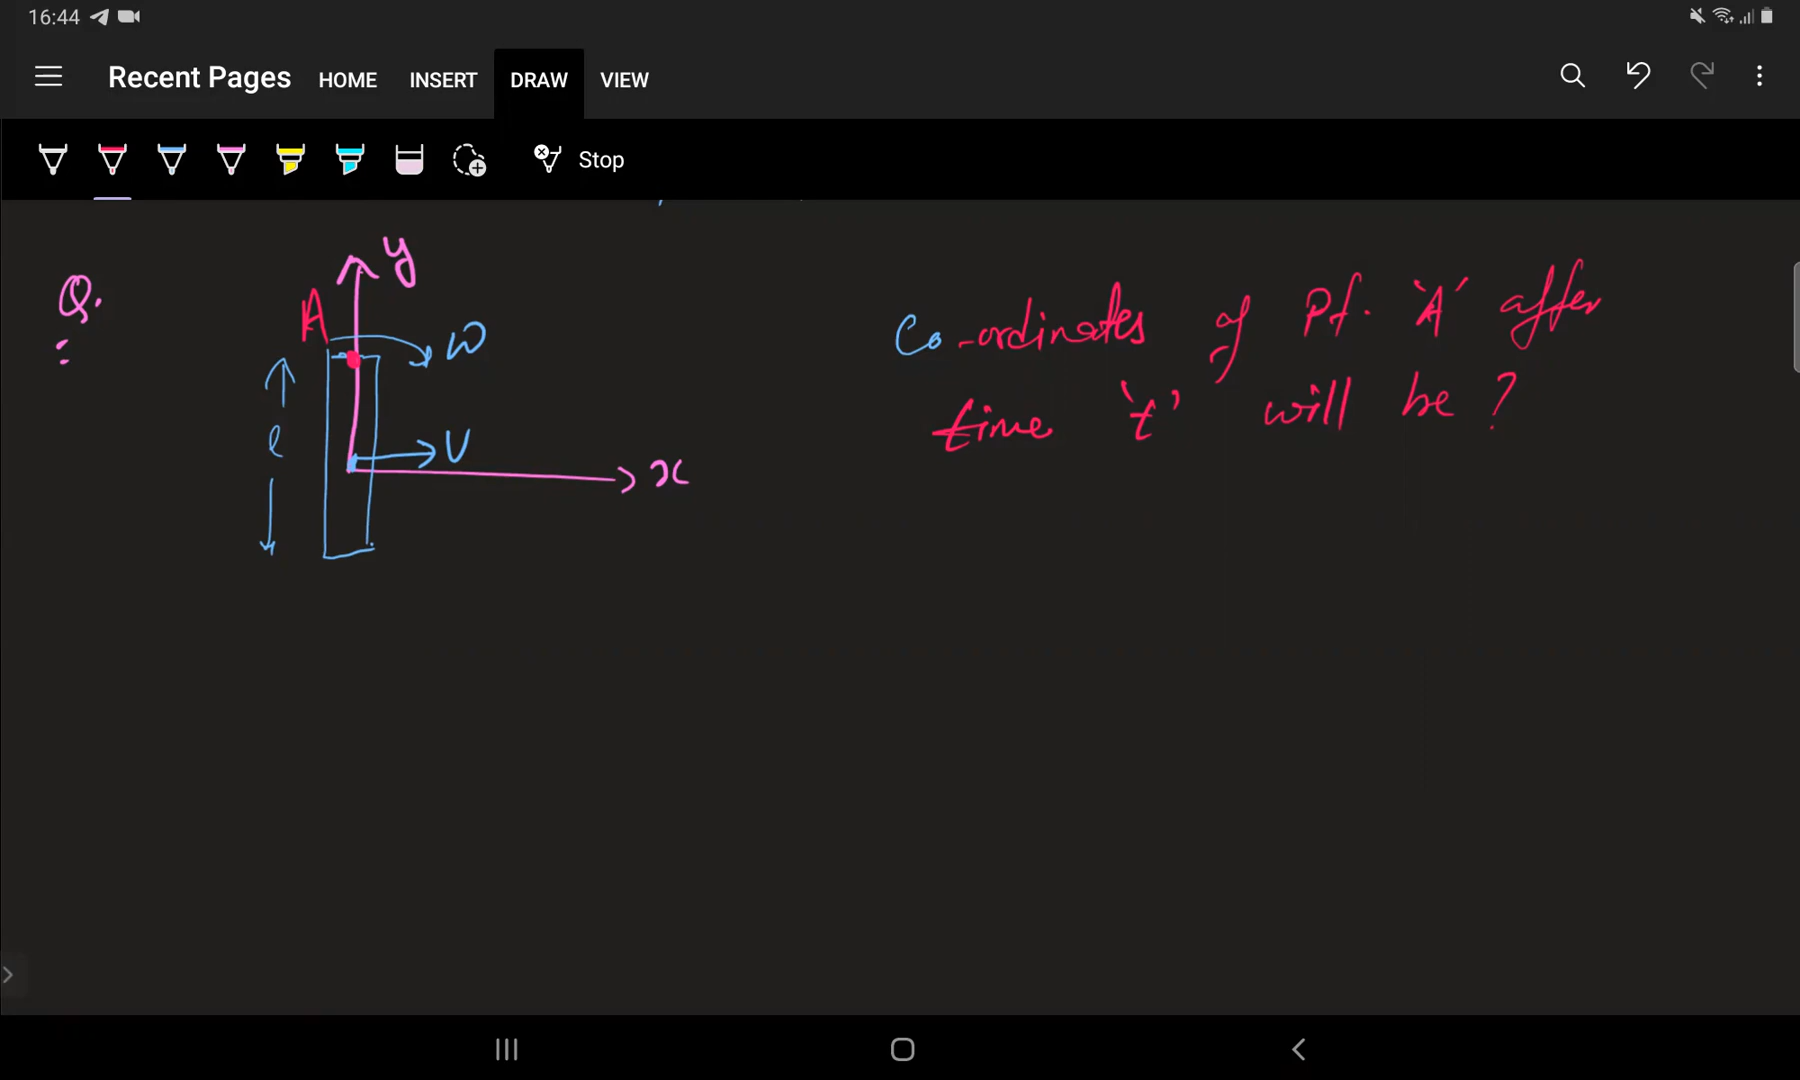 16:44
Recent Pages HOME INSERT DRAW VIEW
Stop
Q.
y
A
ω
l
v
x
Co-ordinates of Pt. 'A' after
time 't' will be?